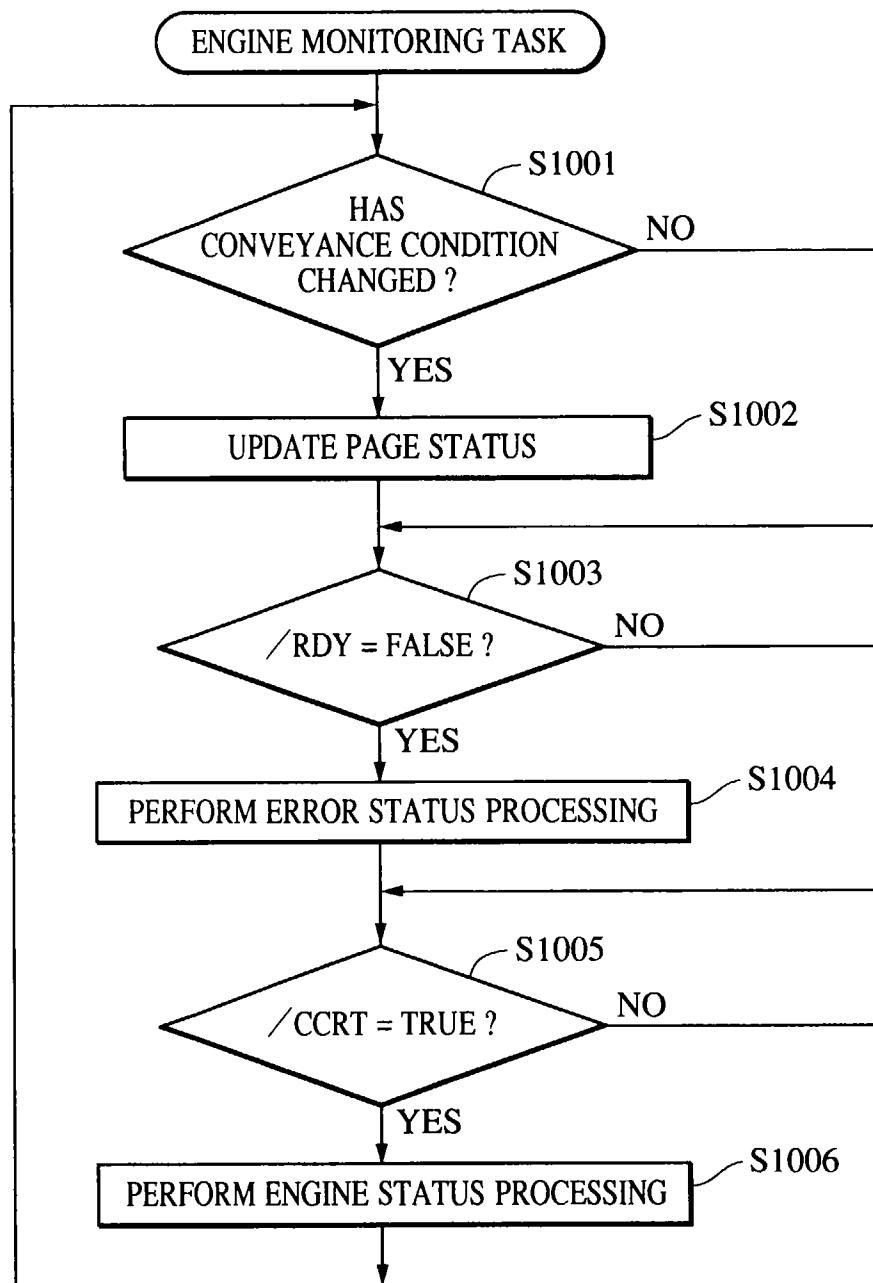 ENGINE MONITORING TASK
S1001
HAS
CONVEYANCE CONDITION
CHANGED ?
NO
YES
S1002
UPDATE PAGE STATUS
S1003
/RDY = FALSE ?
NO
YES
S1004
PERFORM ERROR STATUS PROCESSING
S1005
/CCRT = TRUE ?
NO
YES
S1006
PERFORM ENGINE STATUS PROCESSING